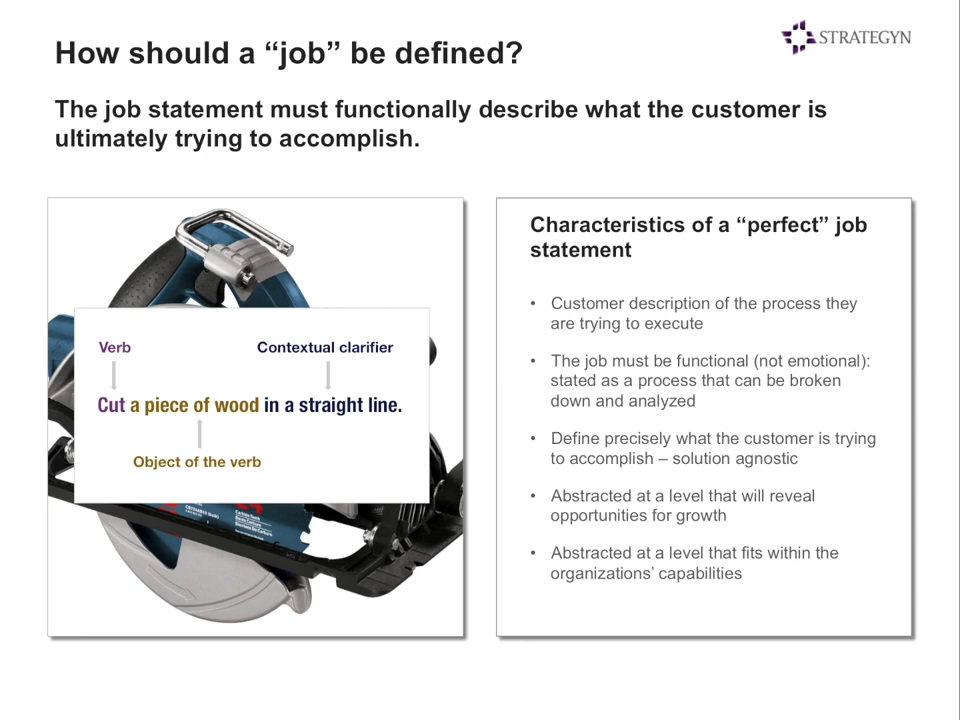 How should a “job” be defined?
STRATEGYN
The job statement must functionally describe what the customer is
ultimately trying to accomplish.
Verb
Contextual clarifier
Cut a piece of wood in a straight line.
Object of the verb
24
Characteristics of a “perfect” job
statement
• Customer description of the process they
are trying to execute
• The job must be functional (not emotional):
stated as a process that can be broken
down and analyzed
• Define precisely what the customer is trying
to accomplish – solution agnostic
• Abstracted at a level that will reveal
opportunities for growth
• Abstracted at a level that fits within the
organizations’ capabilities